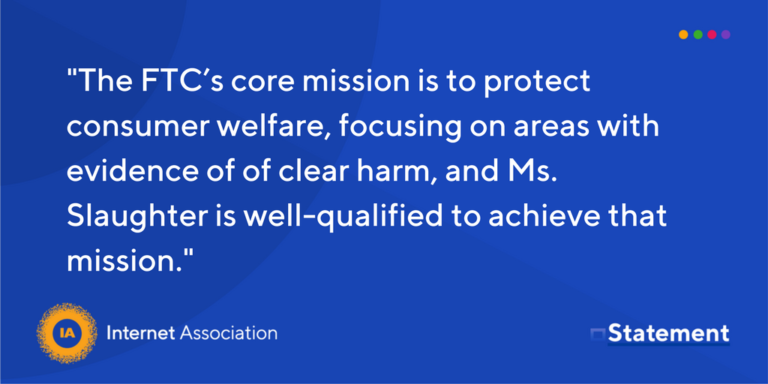 "The FTC’s core mission is to protect
consumer welfare, focusing on areas with
evidence of of clear harm, and Ms.
Slaughter is well-qualified to achieve that
mission."
IA
Internet Association
Statement